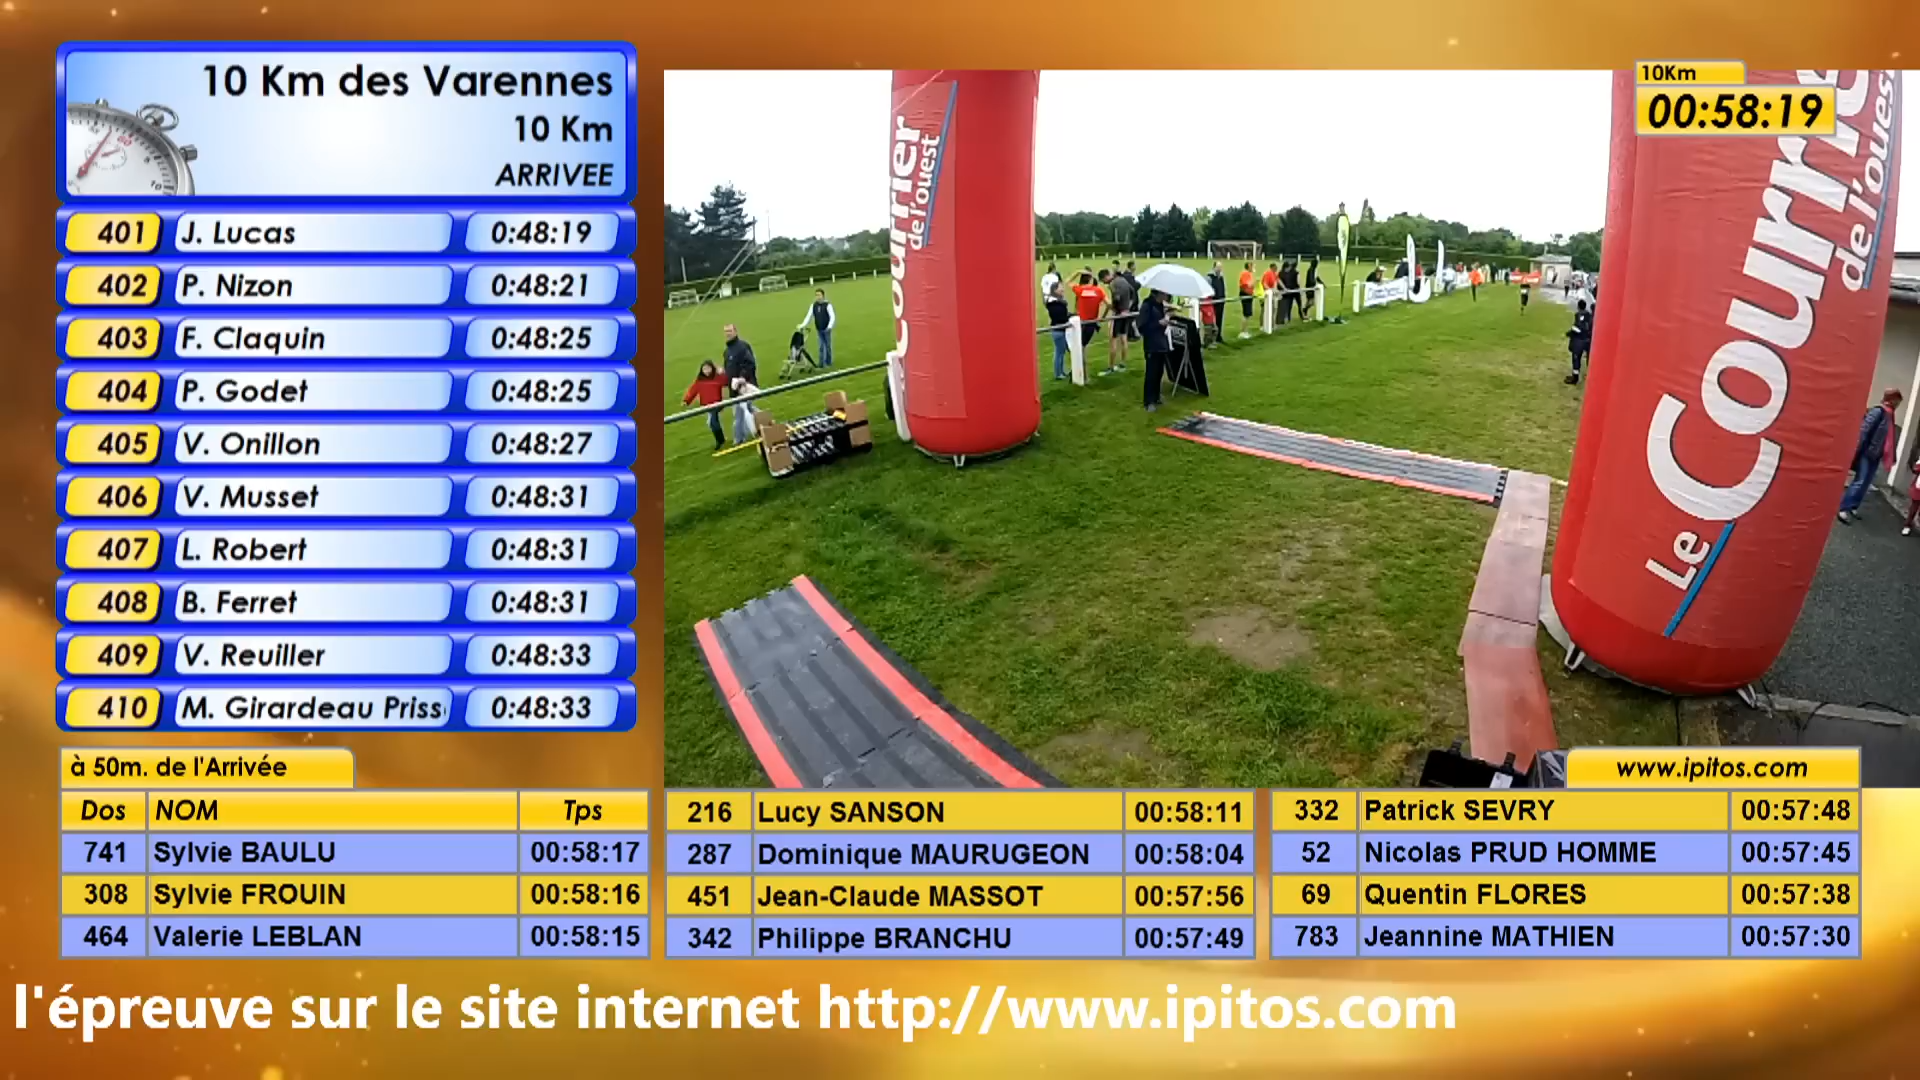 10 Km des Varennes
10 Km
ARRIVEE
401 J. Lucas 0:48:19
402 P. Nizon 0:48:21
403 F. Claquin 0:48:25
404 P. Godet 0:48:25
405 V. Onillon 0:48:27
406 V. Musset 0:48:31
407 L. Robert 0:48:31
408 B. Ferret 0:48:31
409 V. Reuiller 0:48:33
410 M. Girardeau Priss 0:48:33
10Km
00:58:19
Courrier
de l'ouest
Le Courrie
de l'ouest
à 50m. de l'Arrivée
www.ipitos.com
Dos NOM Tps
741 Sylvie BAULU 00:58:17
308 Sylvie FROUIN 00:58:16
464 Valerie LEBLAN 00:58:15
216 Lucy SANSON 00:58:11
287 Dominique MAURUGEON 00:58:04
451 Jean-Claude MASSOT 00:57:56
342 Philippe BRANCHU 00:57:49
332 Patrick SEVRY 00:57:48
52 Nicolas PRUD HOMME 00:57:45
69 Quentin FLORES 00:57:38
783 Jeannine MATHIEN 00:57:30
l'épreuve sur le site internet http://www.ipitos.com